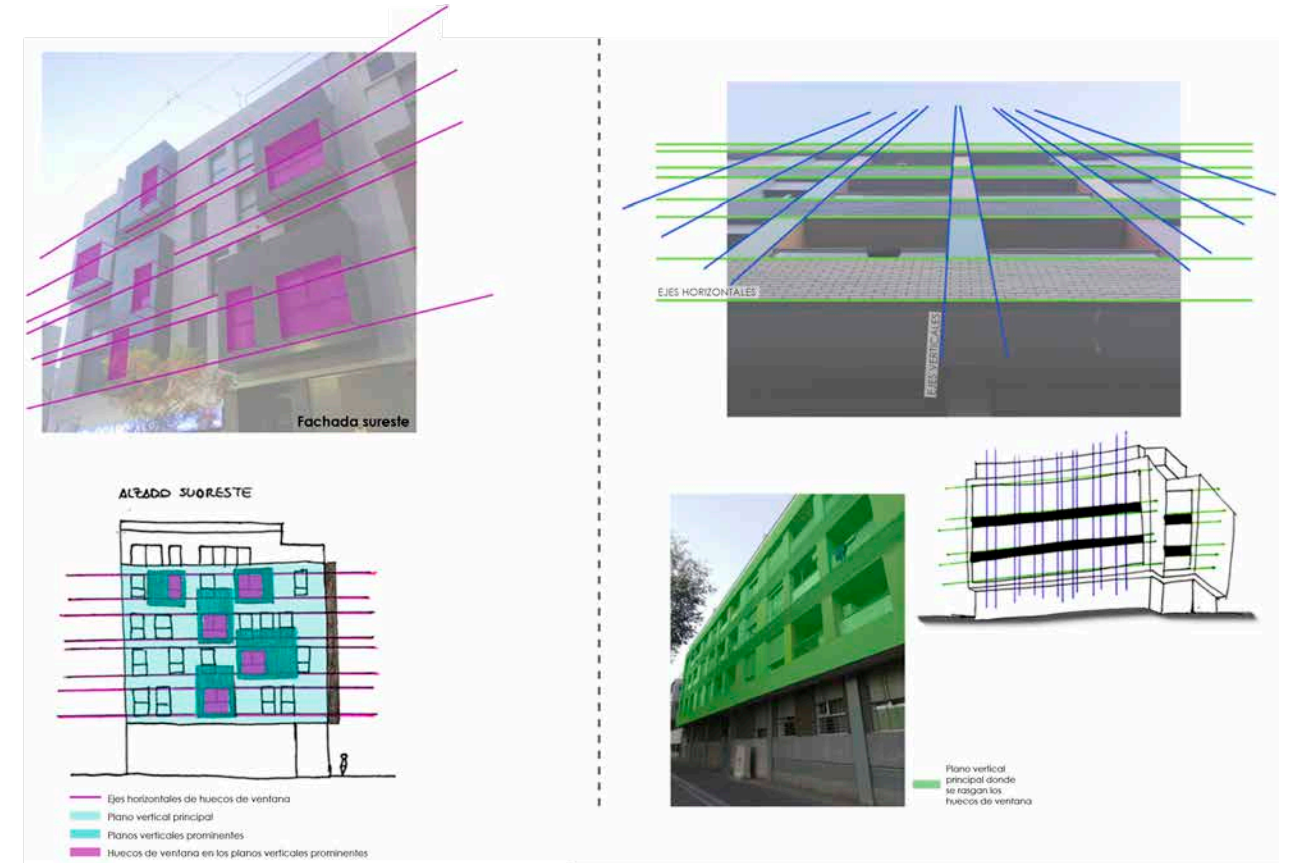 Fachada sureste
ALZADO SUORESTE
Ejes horizontales de huecos de ventana
Plano vertical principal
Planos verticales prominentes
Huecos de ventana en los planos verticales prominentes
EJES HORIZONTALES
EJES VERTICALES
Plano vertical
principal donde
se rasgan los
huecos de ventana